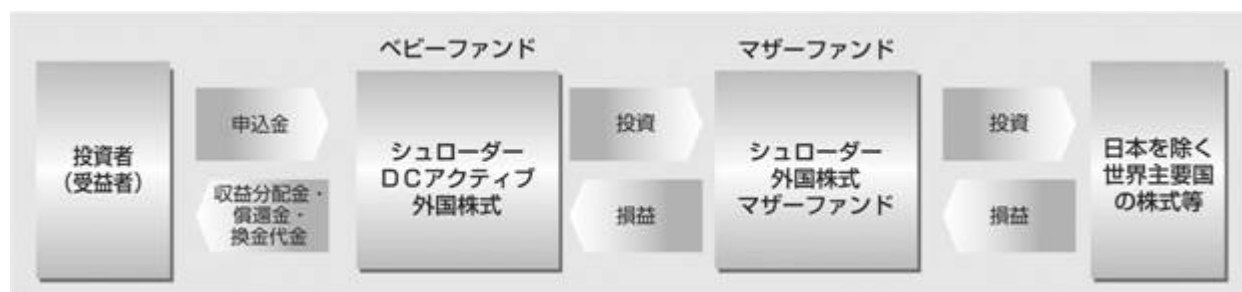 ベビーファンド
マザーファンド
投資者
(受益者)
申込金
収益分配金・
償還金・
換金代金
シュローダー
DCアクティブ
外国株式
投資
損益
シュローダー
外国株式
マザーファンド
投資
損益
日本を除く
世界主要国
の株式等